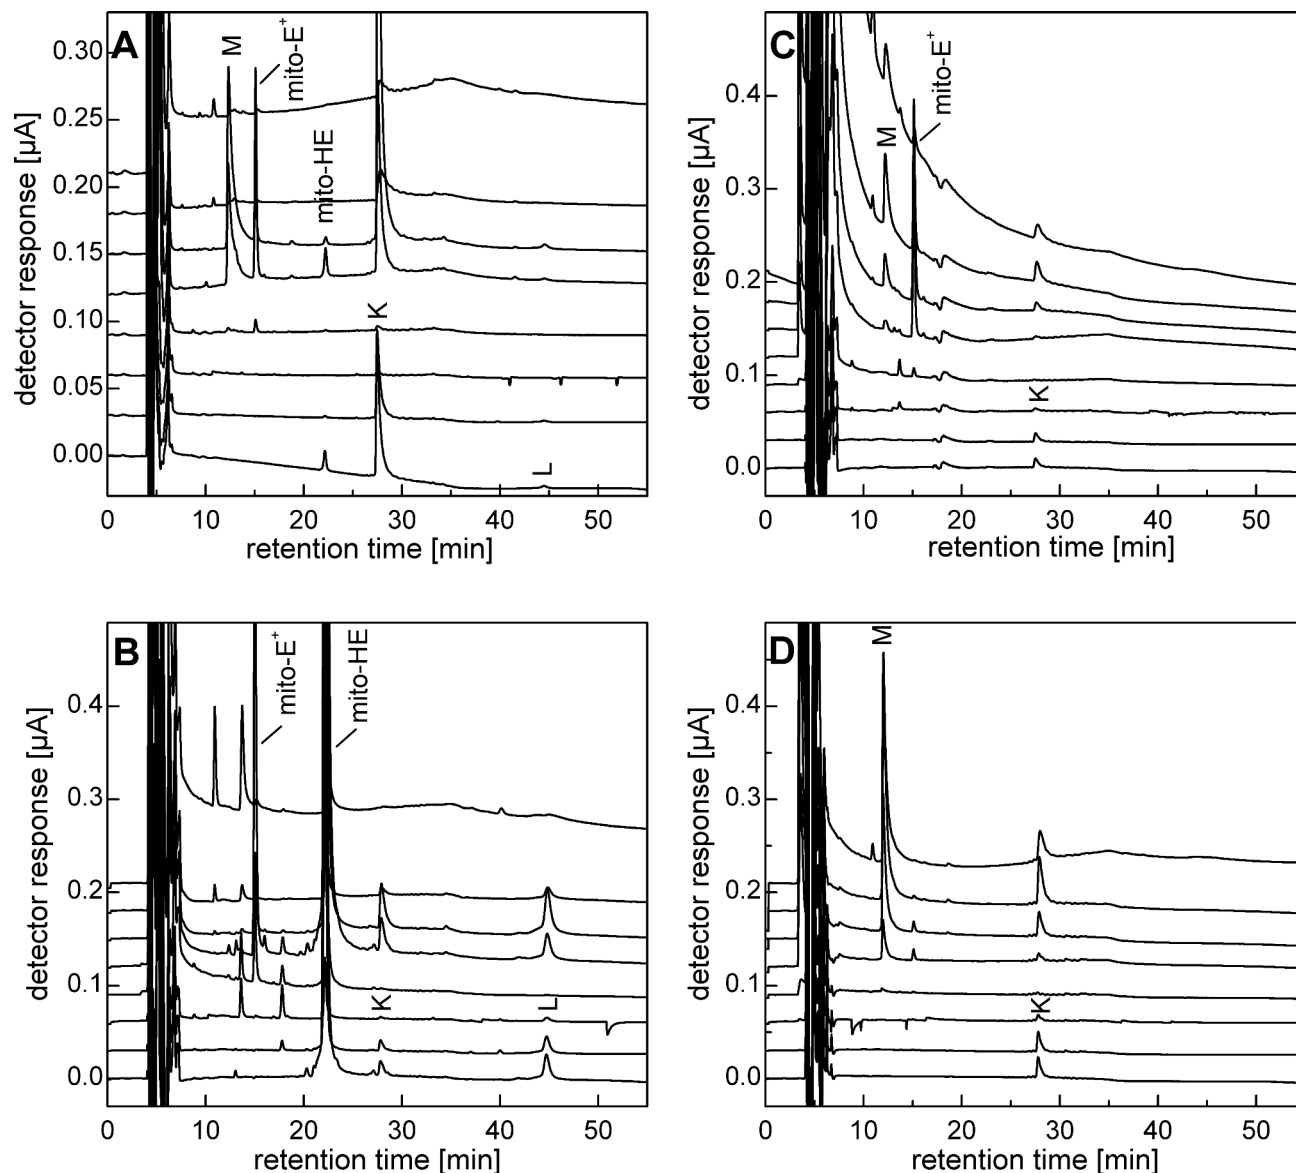 A
M
mito-E+
mito-HE
K
L
0.30
0.25
0.20
0.15
0.10
0.05
0.00
detector response [µA]
0 10 20 30 40 50
retention time [min]
C
M
mito-E+
K
0.4
0.3
0.2
0.1
0.0
detector response [µA]
0 10 20 30 40 50
retention time [min]
B
mito-E+
mito-HE
K
L
0.4
0.3
0.2
0.1
0.0
detector response [µA]
0 10 20 30 40 50
retention time [min]
D
M
K
0.4
0.3
0.2
0.1
0.0
detector response [µA]
0 10 20 30 40 50
retention time [min]